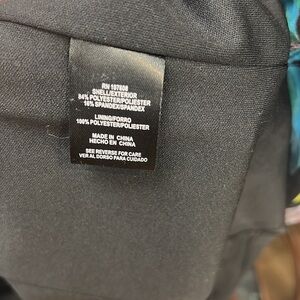 RN 107608
SHELL/EXTERIOR
84% POLYESTER/POLIESTER
16% SPANDEX/SPANDEX
LINING/FORRO
100% POLYESTER/POLIESTER
MADE IN CHINA
HECHO EN CHINA
SEE REVERSE FOR CARE
VER AL DORSO PARA CUIDADO